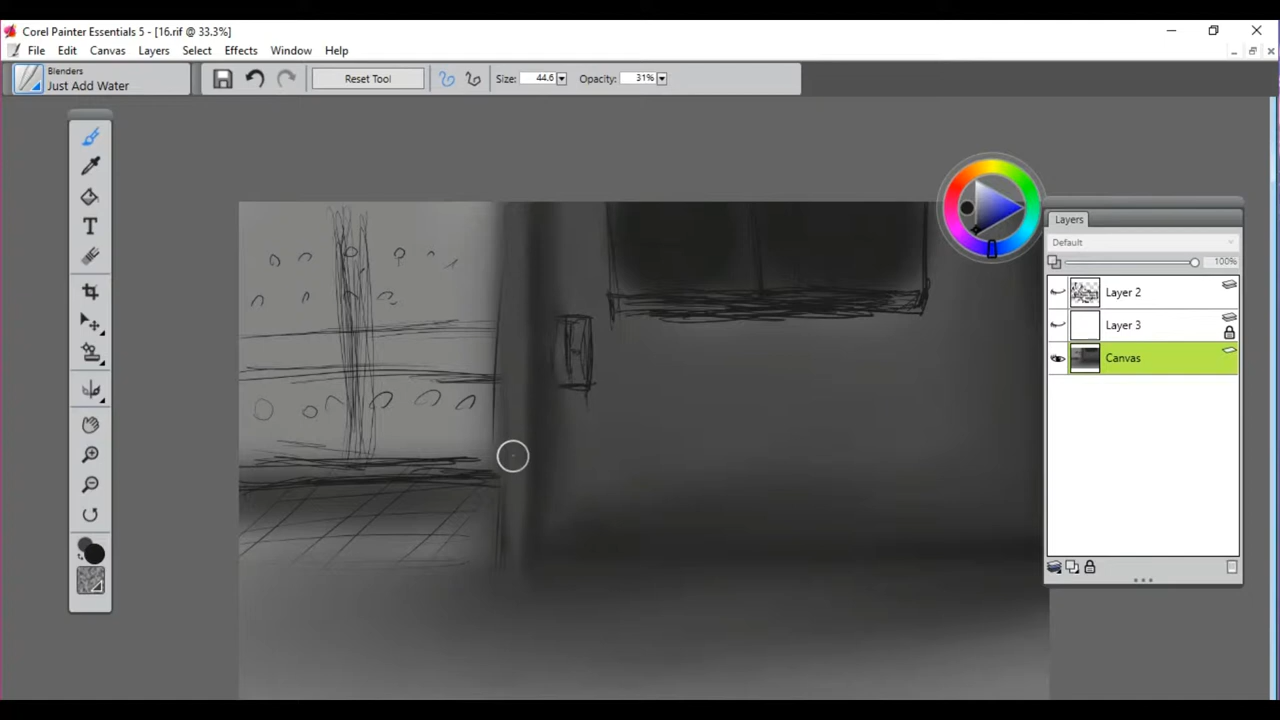 Corel Painter Essentials 5 - [16.rif @ 33.3%]
File Edit Canvas Layers Select Effects Window Help
Blenders
Just Add Water
Reset Tool
Size: 44.6
Opacity: 31%
T
Layers
Default
100%
Layer 2
Layer 3
Canvas